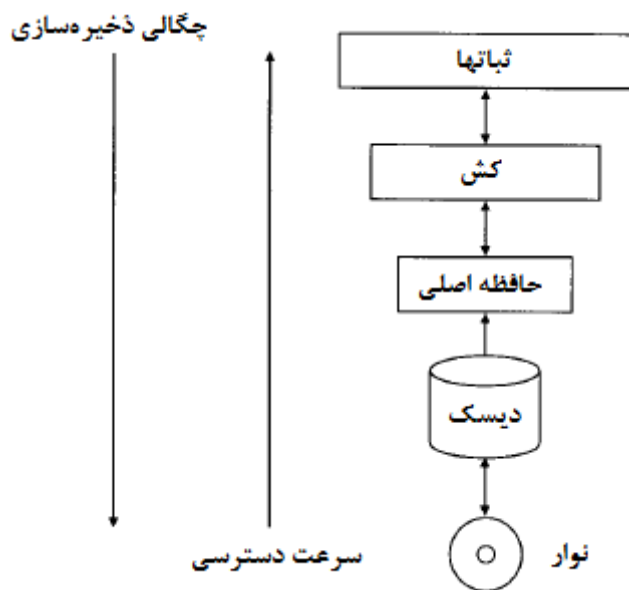 چگالی ذخیره‌سازی
ثباتها
کش
حافظه اصلی
دیسک
نوار
سرعت دسترسی